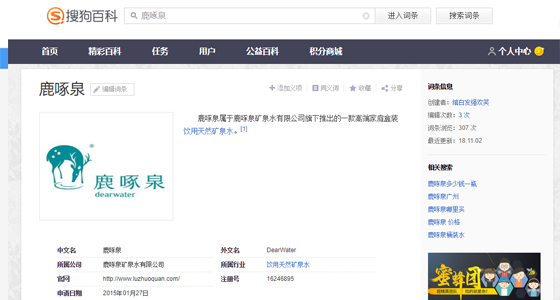 搜狗百科 鹿啄泉 进入词条 搜索词条
首页 精彩百科 任务 用户 公益百科 积分商城 个人中心
鹿啄泉 编辑词条 添加义项 同义词 收藏 分享
鹿啄泉属于鹿啄泉矿泉水有限公司旗下推出的一款高端家庭盒装
饮用天然矿泉水。[1]
鹿啄泉®
dearwater
中文名 鹿啄泉 外文名 DearWater
所属公司 鹿啄泉矿泉水有限公司 所属行业 饮用天然矿泉水
官网 http://www.luzhuoquan.com/ 注册号 16246895
申请日期 2015年01月27日
词条信息
创建者：
编辑次数：3 次
词条浏览：307 次
最近更新：18.11.02
相关搜索
鹿啄泉多少钱一瓶
鹿啄泉广州
鹿啄泉哪里买
鹿啄泉 价格
鹿啄泉桶装水
蜜蜂团